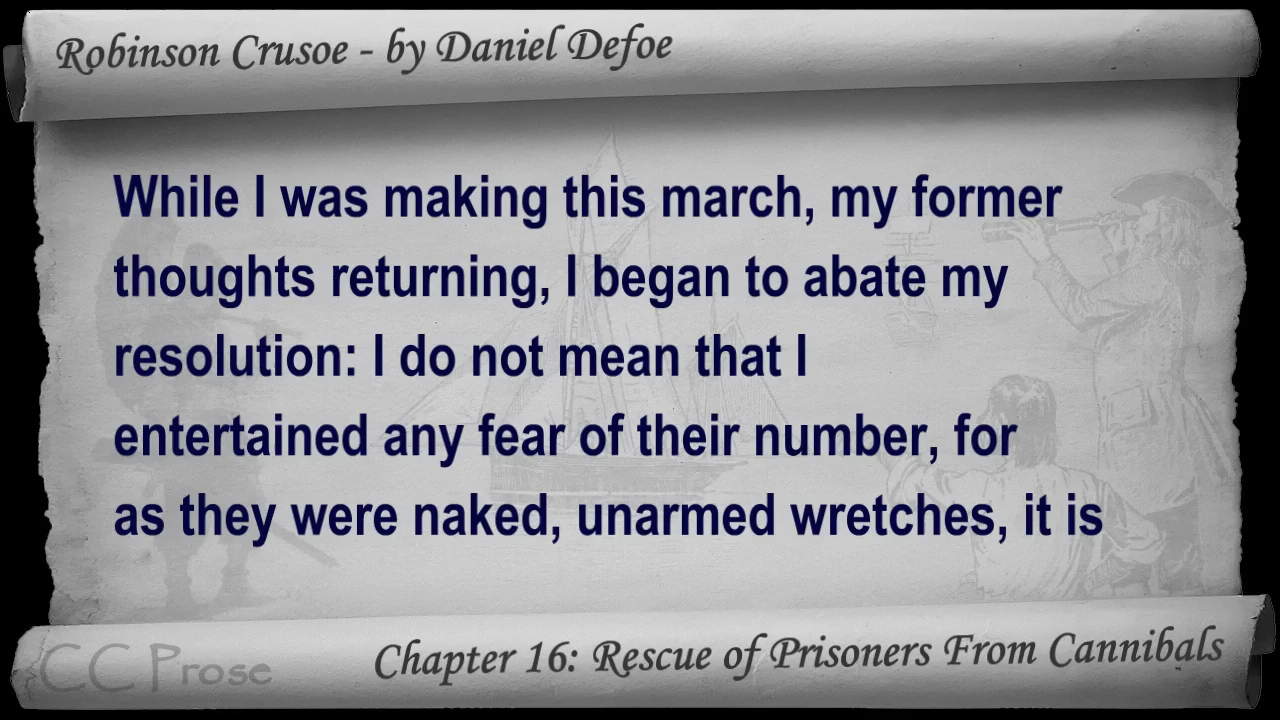 Robinson Crusoe - by Daniel Defoe
While I was making this march, my former
thoughts returning, I began to abate my
resolution: I do not mean that I
entertained any fear of their number, for
as they were naked, unarmed wretches, it is
CC Prose
Chapter 16: Rescue of Prisoners From Cannibals